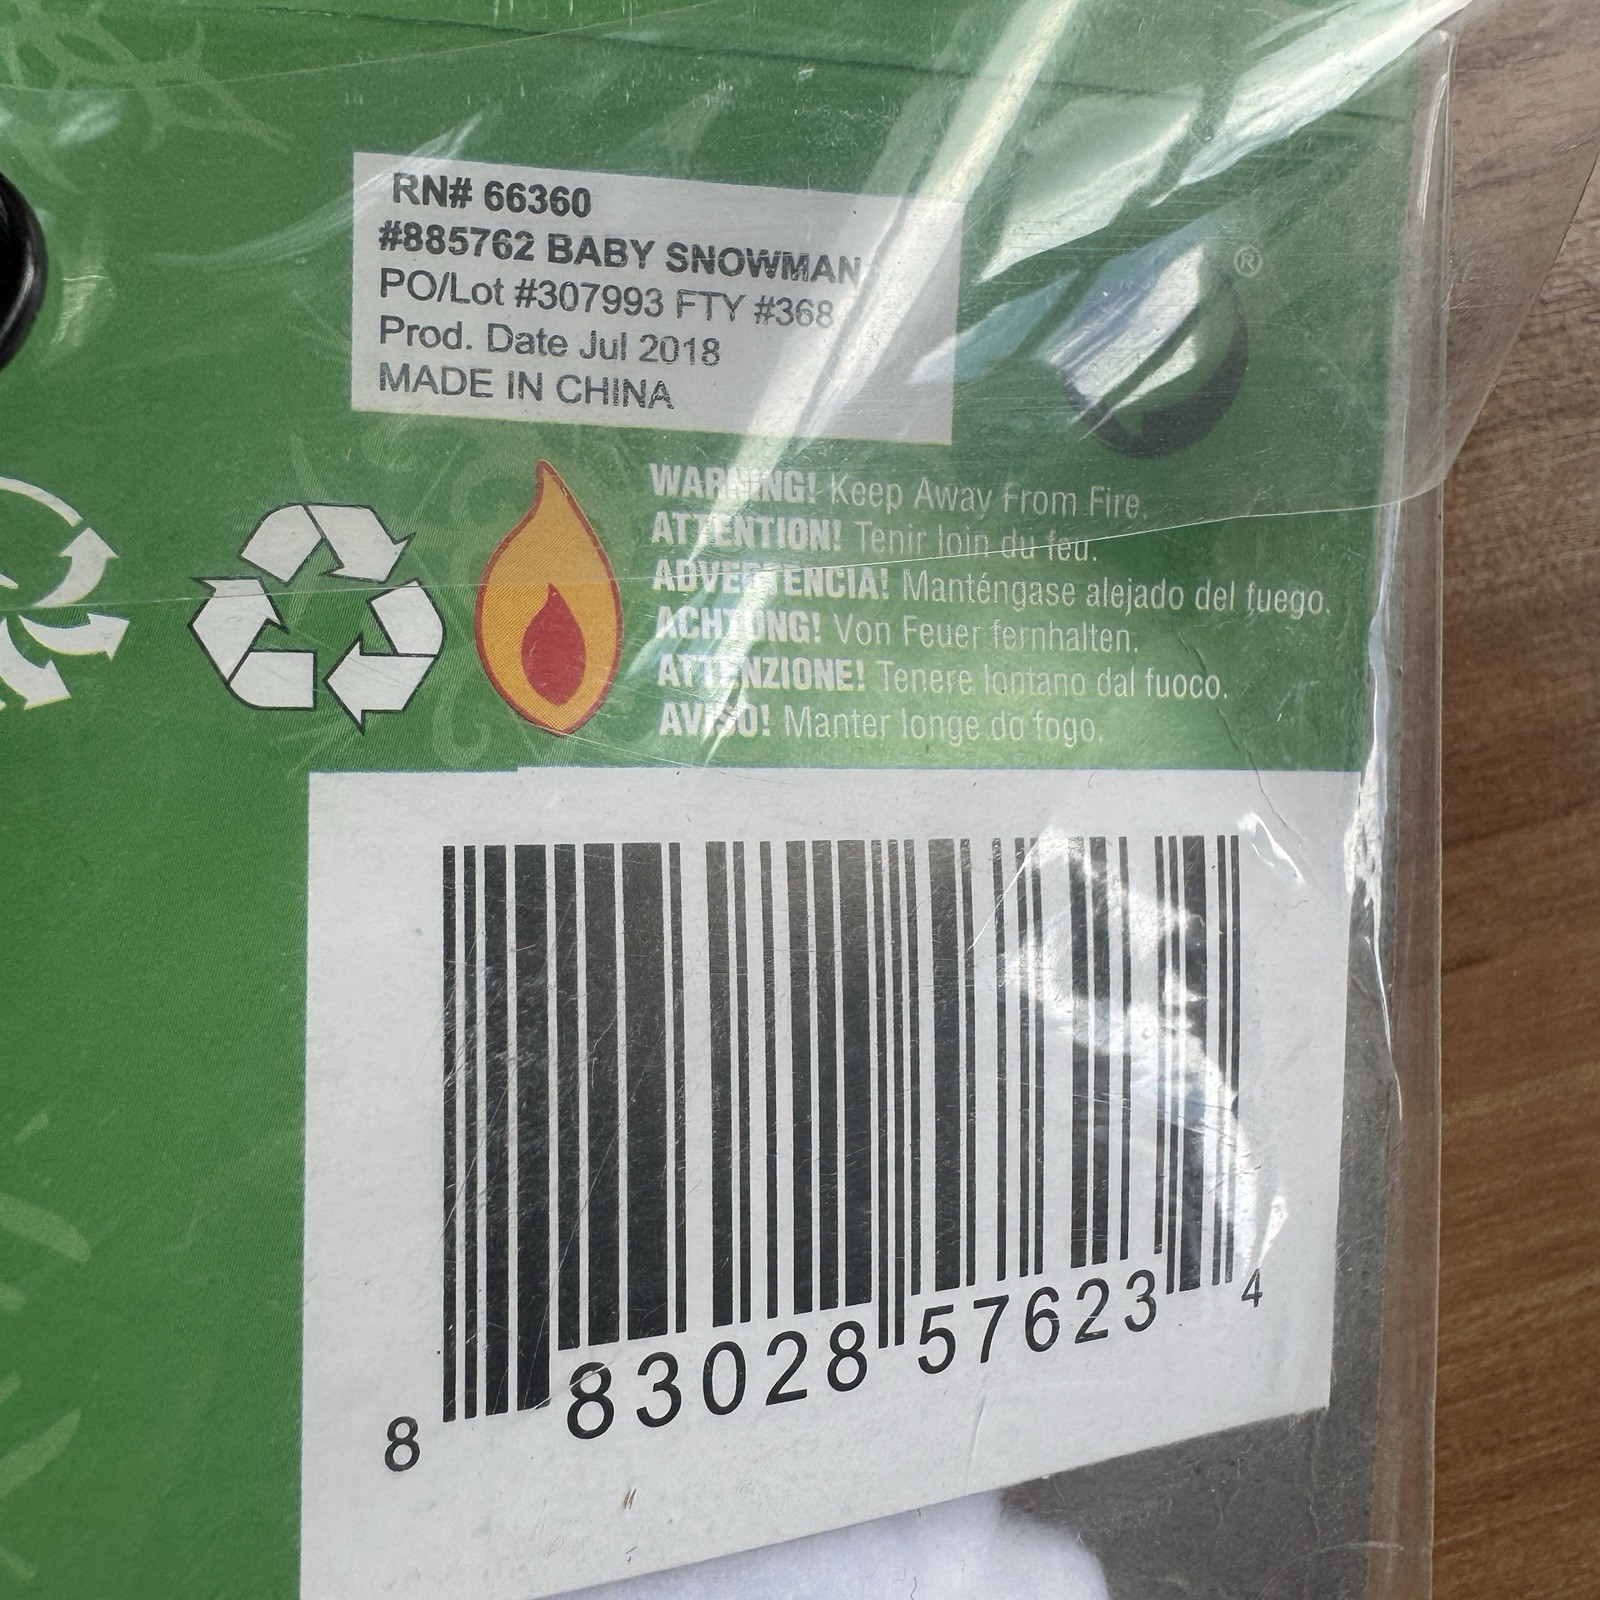 RN# 66360
#885762 BABY SNOWMAN
PO/Lot #307993 FTY #368
Prod. Date Jul 2018
MADE IN CHINA
®
WARNING! Keep Away From Fire.
ATTENTION! Tenir loin du feu.
ADVERTENCIA! Manténgase alejado del fuego.
ACHTUNG! Von Feuer fernhalten.
ATTENZIONE! Tenere lontano dal fuoco.
AVISO! Manter longe do fogo.
8 83028 57623 4